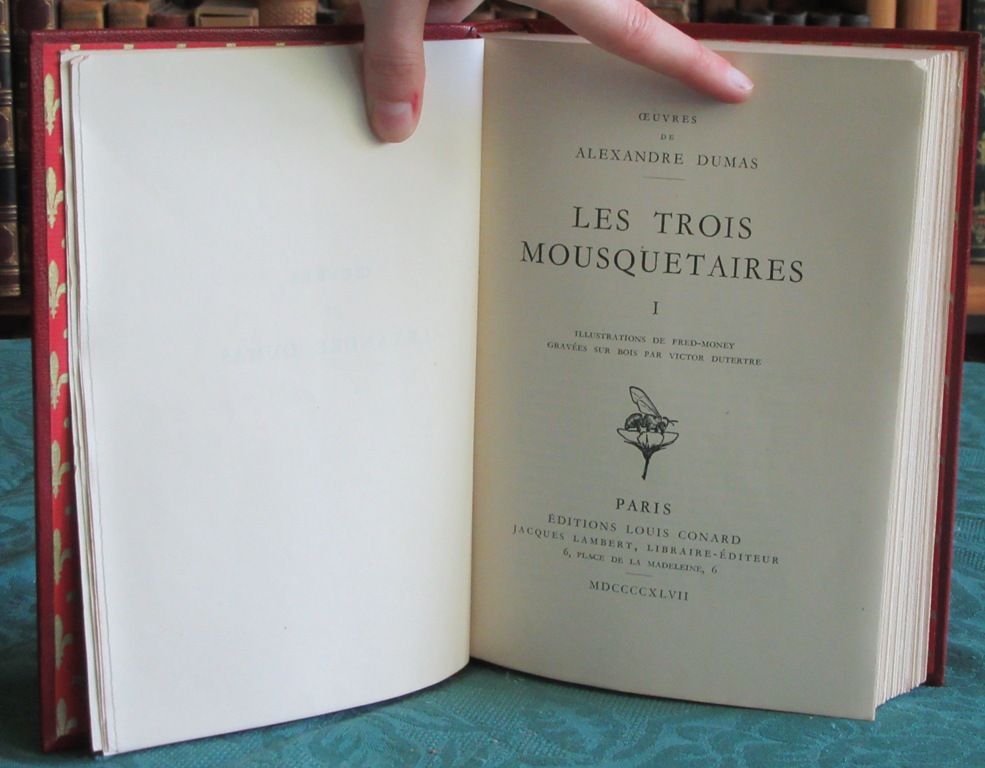 ŒUVRES
DE
ALEXANDRE DUMAS
LES TROIS
MOUSQUETAIRES
I
ILLUSTRATIONS DE FRED-MONEY
GRAVÉES SUR BOIS PAR VICTOR DUTERTRE
PARIS
ÉDITIONS LOUIS CONARD
JACQUES LAMBERT, LIBRAIRE-ÉDITEUR
6, PLACE DE LA MADELEINE, 6
MDCCCCXLVII